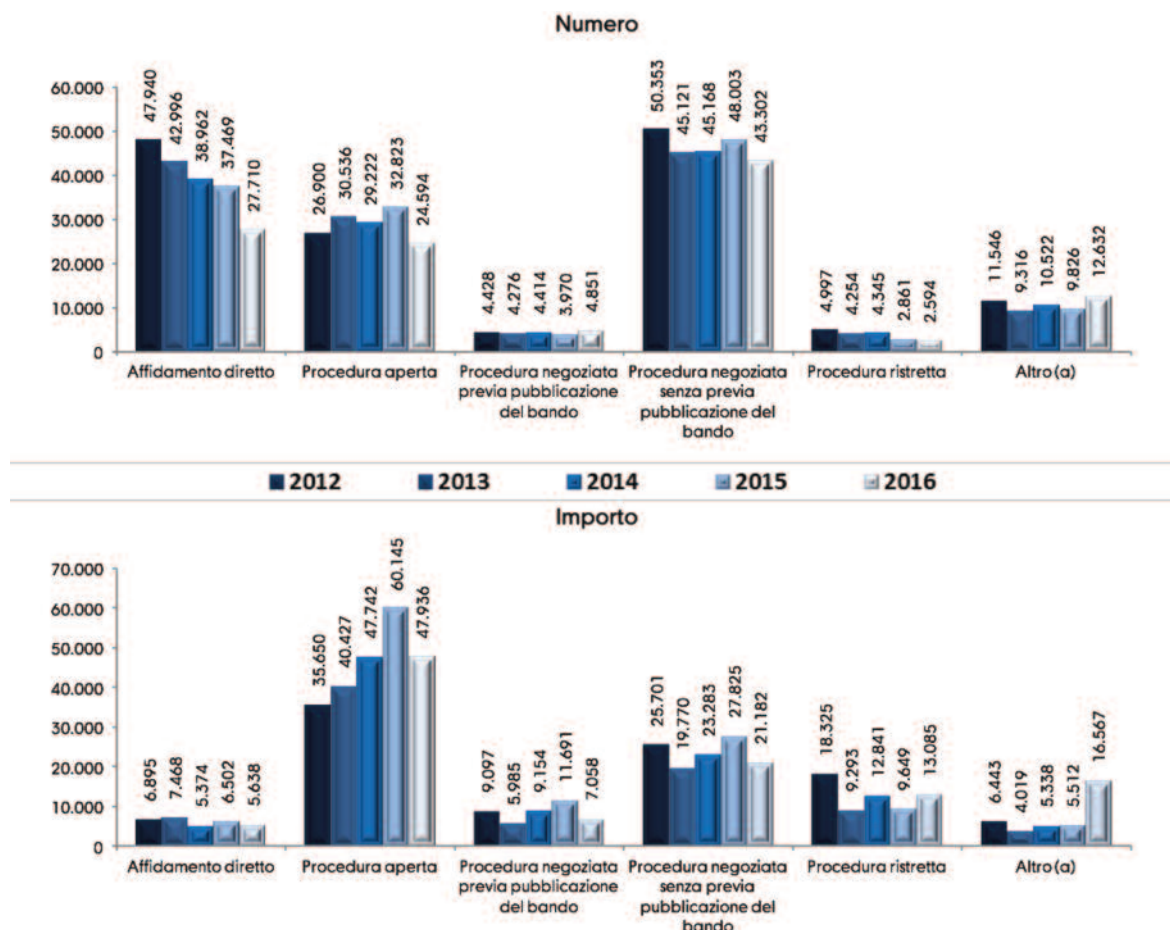 Numero
60.000
50.000
40.000
30.000
20.000
10.000
0
47.940 42.996 38.962 37.469 27.710
26.900 30.536 29.222 32.823 24.594
4.428 4.276 4.414 3.970 4.851
50.353 45.121 45.168 48.003 43.302
4.997 4.254 4.345 2.861 2.594
11.546 9.316 10.522 9.826 12.632
Affidamento diretto
Procedura aperta
Procedura negoziata
previa pubblicazione
del bando
Procedura negoziata
senza previa
pubblicazione del
bando
Procedura ristretta
Altro (a)
2012 2013 2014 2015 2016
Importo
70.000
60.000
50.000
40.000
30.000
20.000
10.000
0
6.895 7.468 5.374 6.502 5.638
35.650 40.427 47.742 60.145 47.936
9.097 5.985 9.154 11.691 7.058
25.701 19.770 23.283 27.825 21.182
18.325 9.293 12.841 9.649 13.085
6.443 4.019 5.338 5.512 16.567
Affidamento diretto
Procedura aperta
Procedura negoziata
previa pubblicazione
del bando
Procedura negoziata
senza previa
pubblicazione del
bando
Procedura ristretta
Altro (a)